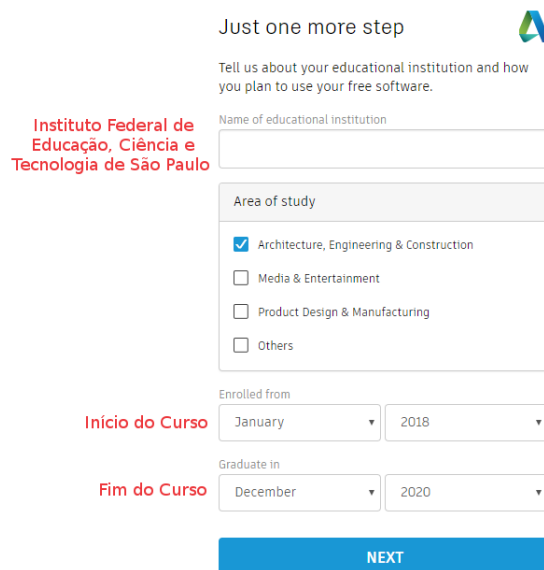 Just one more step
Tell us about your educational institution and how
you plan to use your free software.
Name of educational institution
Instituto Federal de
Educação, Ciência e
Tecnologia de São Paulo
Area of study
Architecture, Engineering & Construction
Media & Entertainment
Product Design & Manufacturing
Others
Enrolled from
Início do Curso
January
2018
Graduate in
Fim do Curso
December
2020
NEXT